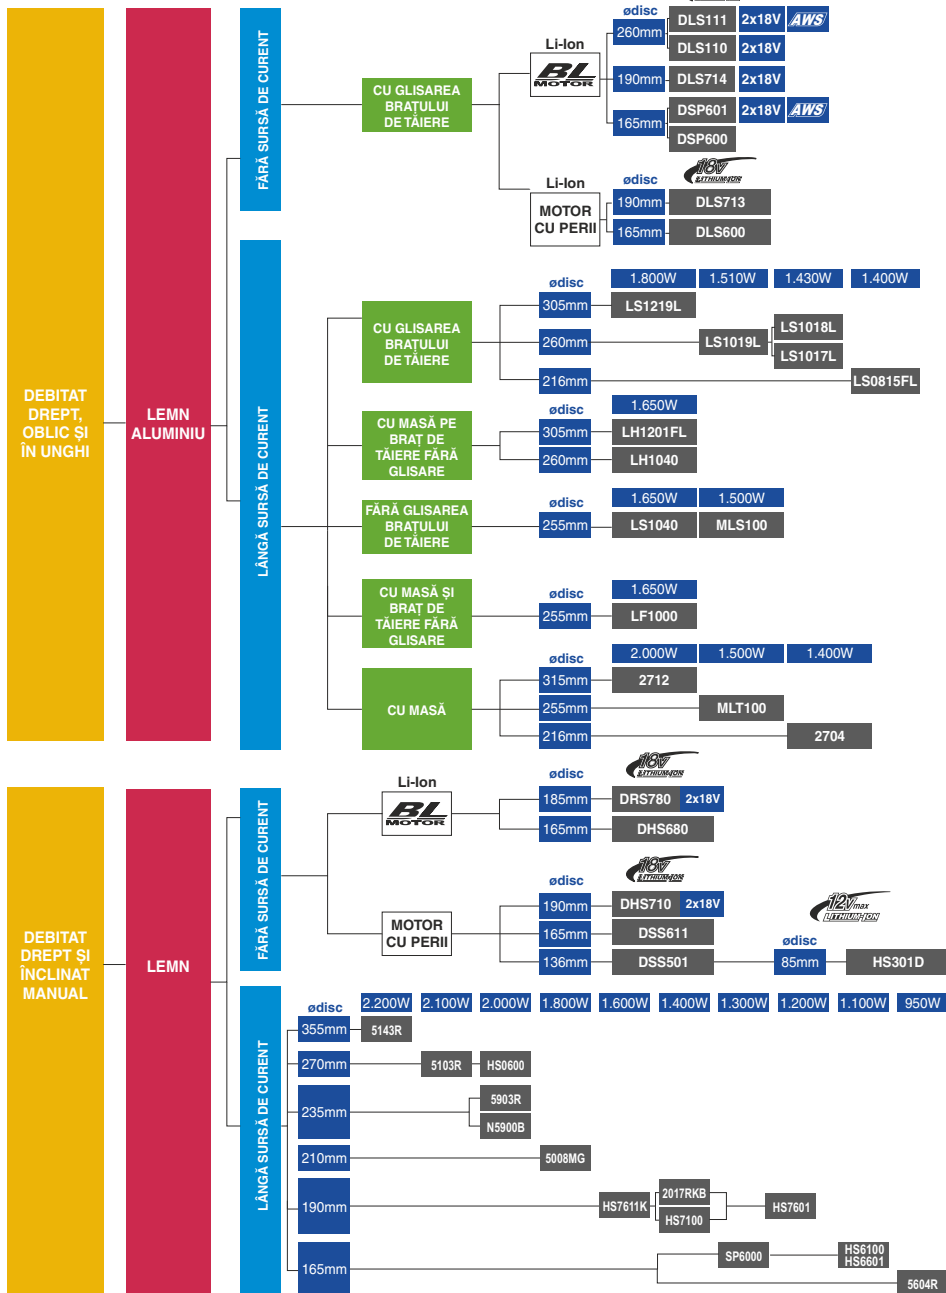 DEBITAT
DREPT,
OBLIC ȘI
ÎN UNGHI
LEMN
ALUMINIU
FĂRĂ SURSĂ DE CURENT
CU GLISAREA
BRAȚULUI
DE TĂIERE
Li-Ion
BL
MOTOR
ødisc
260mm
DLS111
2x18V
AWS
DLS110
2x18V
190mm
DLS714
2x18V
165mm
DSP601
2x18V
AWS
DSP600
Li-Ion
MOTOR
CU PERII
18V
LITHIUM-ION
ødisc
190mm
DLS713
165mm
DLS600
LÂNGĂ SURSĂ DE CURENT
CU GLISAREA
BRAȚULUI
DE TĂIERE
ødisc
1.800W
1.510W
1.430W
1.400W
305mm
LS1219L
260mm
LS1019L
LS1018L
LS1017L
216mm
LS0815FL
CU MASĂ PE
BRAȚ DE
TĂIERE FĂRĂ
GLISARE
ødisc
1.650W
305mm
LH1201FL
260mm
LH1040
FĂRĂ GLISAREA
BRAȚULUI
DE TĂIERE
ødisc
1.650W
1.500W
255mm
LS1040
MLS100
CU MASĂ ȘI
BRAȚ DE
TĂIERE FĂRĂ
GLISARE
ødisc
1.650W
255mm
LF1000
CU MASĂ
ødisc
2.000W
1.500W
1.400W
315mm
2712
255mm
MLT100
216mm
2704
DEBITAT
DREPT ȘI
ÎNCLINAT
MANUAL
LEMN
FĂRĂ SURSĂ DE CURENT
Li-Ion
BL
MOTOR
18V
LITHIUM-ION
ødisc
185mm
DRS780
2x18V
165mm
DHS680
MOTOR
CU PERII
18V
LITHIUM-ION
ødisc
190mm
DHS710
2x18V
165mm
DSS611
136mm
DSS501
12Vmax
LITHIUM-ION
ødisc
85mm
HS301D
LÂNGĂ SURSĂ DE CURENT
ødisc
2.200W
2.100W
2.000W
1.800W
1.600W
1.400W
1.300W
1.200W
1.100W
950W
355mm
5143R
270mm
5103R
HS0600
235mm
5903R
N5900B
210mm
5008MG
190mm
HS7611K
2017RKB
HS7100
HS7601
165mm
SP6000
HS6100
HS6601
5604R